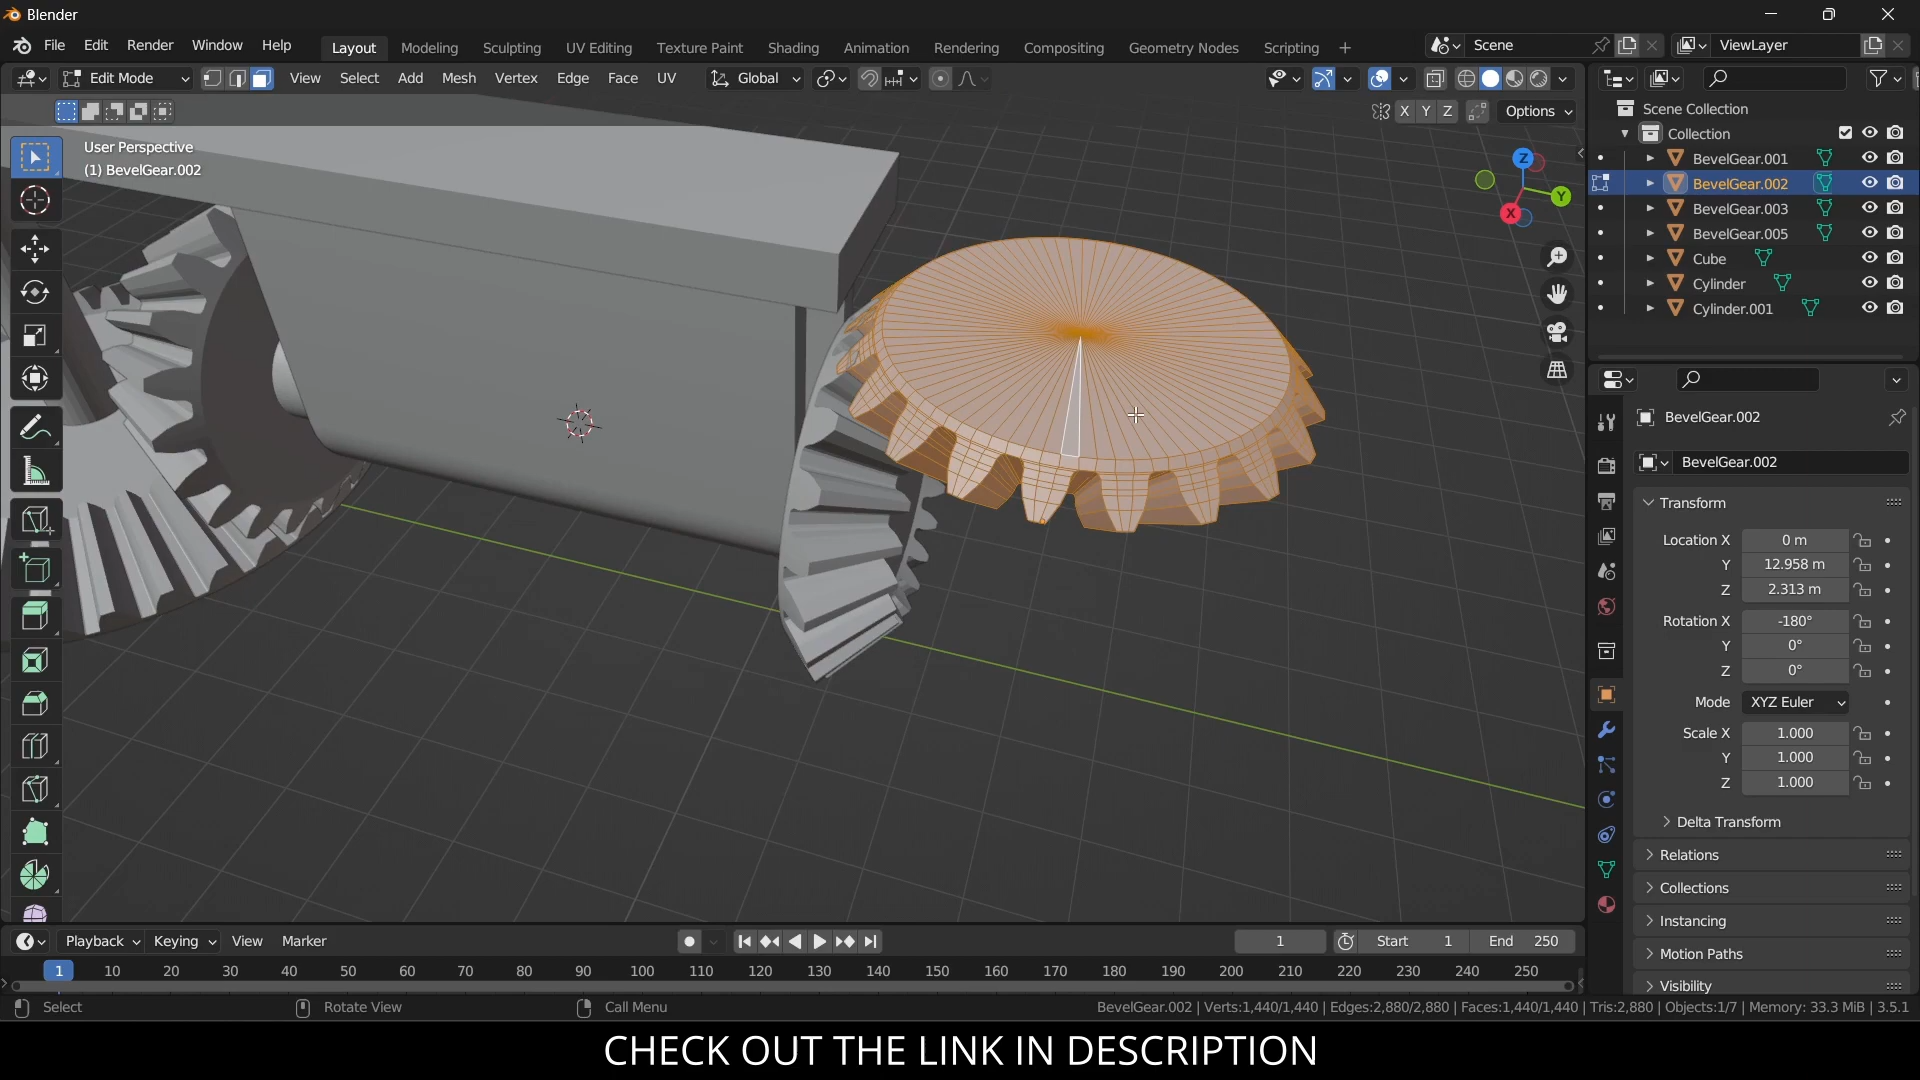 Blender
File Edit Render Window Help
Layout Modeling Sculpting UV Editing Texture Paint Shading Animation Rendering Compositing Geometry Nodes Scripting +
Scene
ViewLayer
Edit Mode View Select Add Mesh Vertex Edge Face UV Global
X Y Z Options
User Perspective
(1) BevelGear.002
Z
Y
X
Scene Collection
Collection
BevelGear.001
BevelGear.002
BevelGear.003
BevelGear.005
Cube
Cylinder
Cylinder.001
BevelGear.002
BevelGear.002
Transform
Location X 0 m
Y 12.958 m
Z 2.313 m
Rotation X -180°
Y 0°
Z 0°
Mode XYZ Euler
Scale X 1.000
Y 1.000
Z 1.000
Delta Transform
Relations
Collections
Instancing
Motion Paths
Visibility
Playback Keying View Marker
1 Start 1 End 250
1 10 20 30 40 50 60 70 80 90 100 110 120 130 140 150 160 170 180 190 200 210 220 230 240 250
Select Rotate View Call Menu
BevelGear.002 | Verts:1,440/1,440 | Edges:2,880/2,880 | Faces:1,440/1,440 | Tris:2,880 | Objects:1/7 | Memory: 33.3 MiB | 3.5.1
CHECK OUT THE LINK IN DESCRIPTION